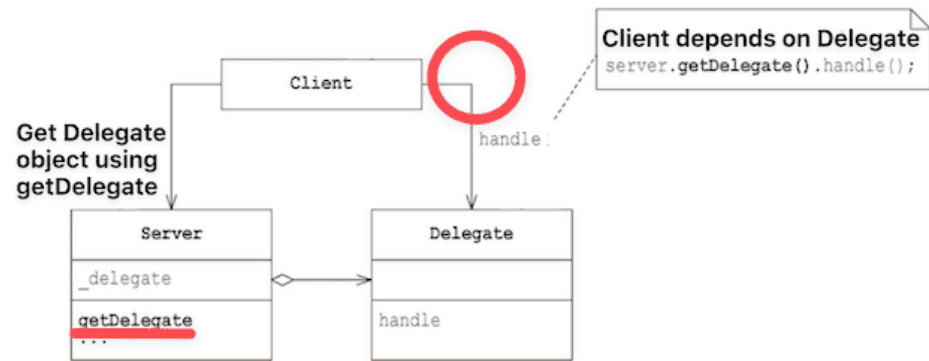 Client depends on Delegate
server.getDelegate().handle();
Client
Get Delegate
object using
getDelegate
handle
Server
_delegate
getDelegate
...
Delegate
handle